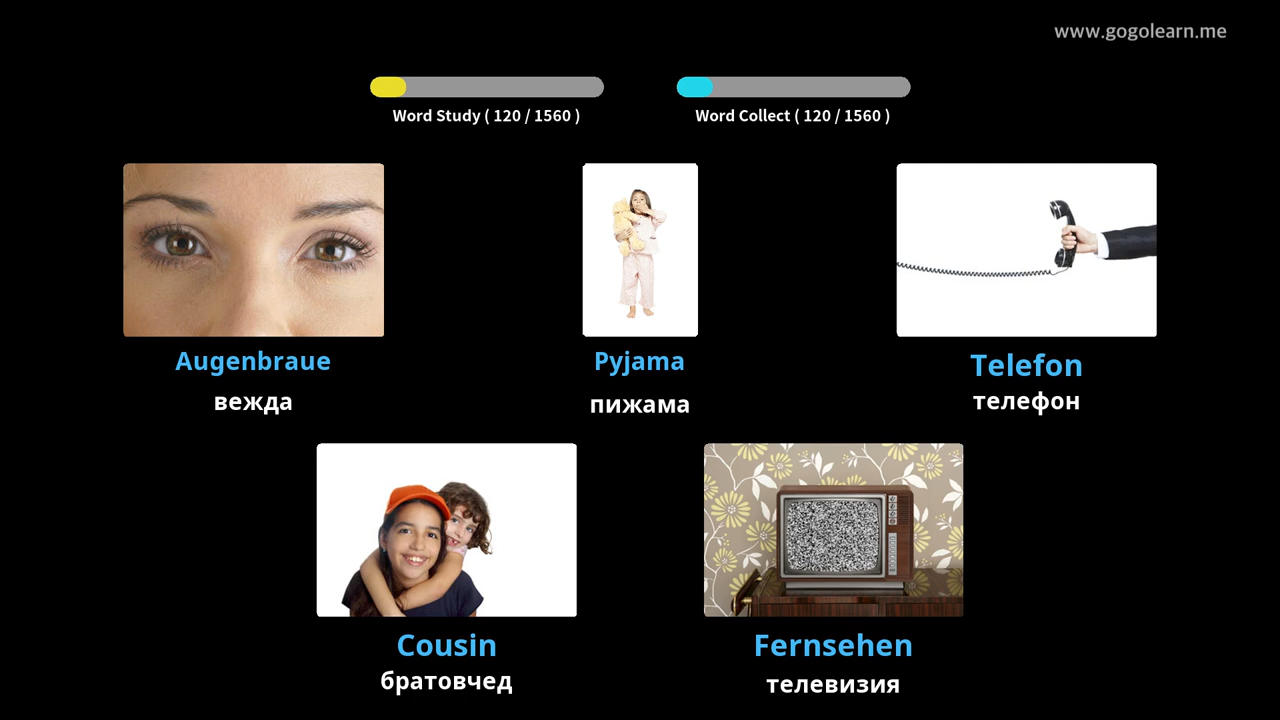 www.gogolearn.me
Word Study ( 120 / 1560 )
Word Collect ( 120 / 1560 )
Augenbraue
вежда
Pyjama
пижама
Telefon
телефон
Cousin
братовчед
Fernsehen
телевизия